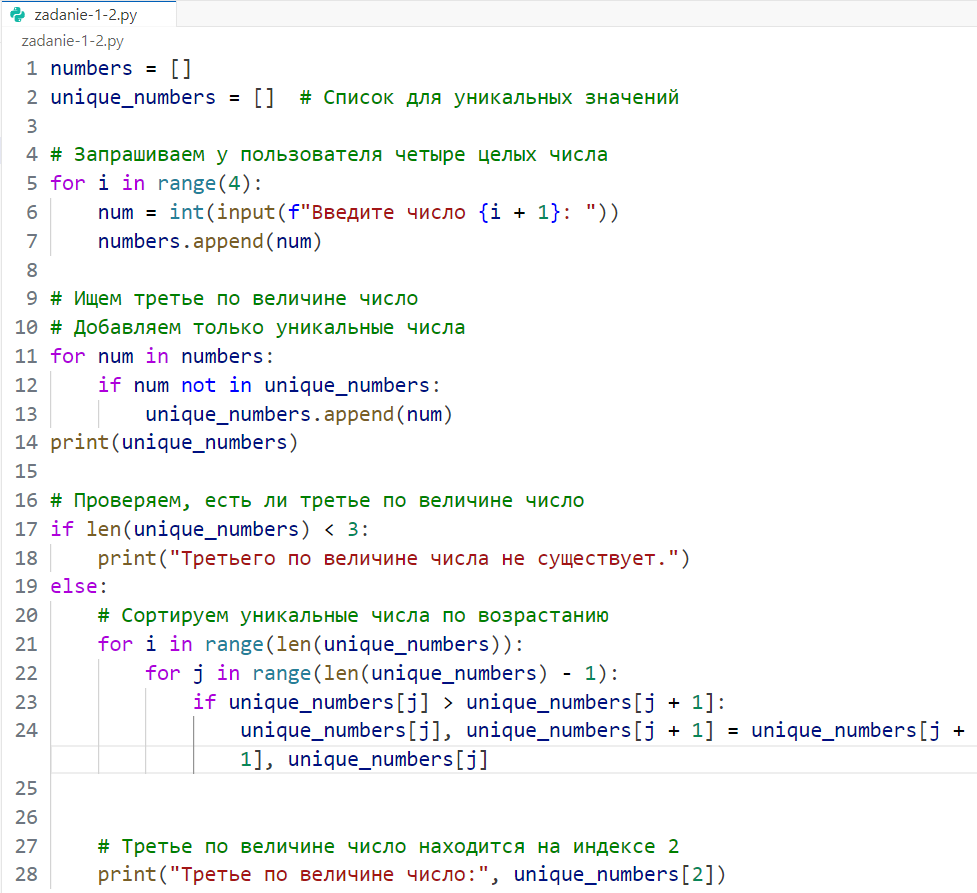 zadanie-1-2.py
zadanie-1-2.py
1 numbers = []
2 unique_numbers = []  # Список для уникальных значений
3
4 # Запрашиваем у пользователя четыре целых числа
5 for i in range(4):
6     num = int(input(f"Введите число {i + 1}: "))
7     numbers.append(num)
8
9 # Ищем третье по величине число
10 # Добавляем только уникальные числа
11 for num in numbers:
12     if num not in unique_numbers:
13         unique_numbers.append(num)
14 print(unique_numbers)
15
16 # Проверяем, есть ли третье по величине число
17 if len(unique_numbers) < 3:
18     print("Третьего по величине числа не существует.")
19 else:
20     # Сортируем уникальные числа по возрастанию
21     for i in range(len(unique_numbers)):
22         for j in range(len(unique_numbers) - 1):
23             if unique_numbers[j] > unique_numbers[j + 1]:
24                 unique_numbers[j], unique_numbers[j + 1] = unique_numbers[j +
1], unique_numbers[j]
25
26
27     # Третье по величине число находится на индексе 2
28     print("Третье по величине число:", unique_numbers[2])